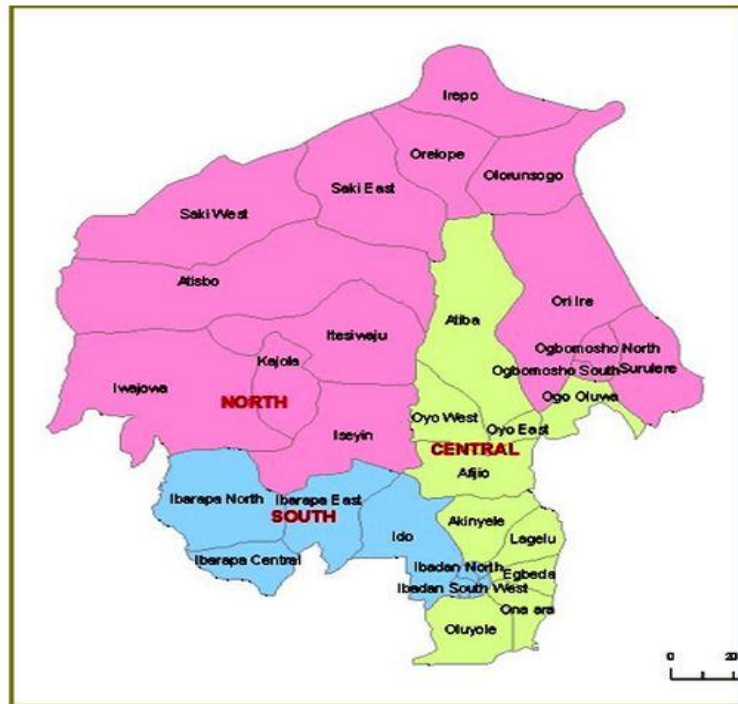 Irepo
Orelope
Olorunsogo
Saki East
Saki West
Atisbo
Ori Ire
Atiba
Itesiwaju
Ogbomosho North
Kajola
Ogbomosho South
Surulere
Iwajowa
Ogo Oluwa
NORTH
Oyo West
Oyo East
Iseyin
CENTRAL
Afijio
Ibarapa North
Ibarapa East
SOUTH
Akinyele
Ido
Lagelu
Ibarapa Central
Ibadan North
Egbeda
Ibadan South West
Ona ara
Oluyole
0
20